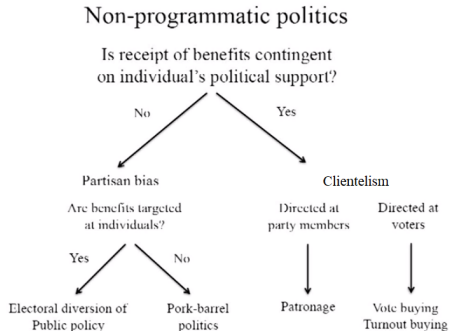 Non-programmatic politics
Is receipt of benefits contingent
on individual's political support?
No
Yes
Partisan bias
Clientelism
Are benefits targeted
at individuals?
Directed at
party members
Directed at
voters
Yes
No
Electoral diversion of
Public policy
Pork-barrel
politics
Patronage
Vote buying
Turnout buying